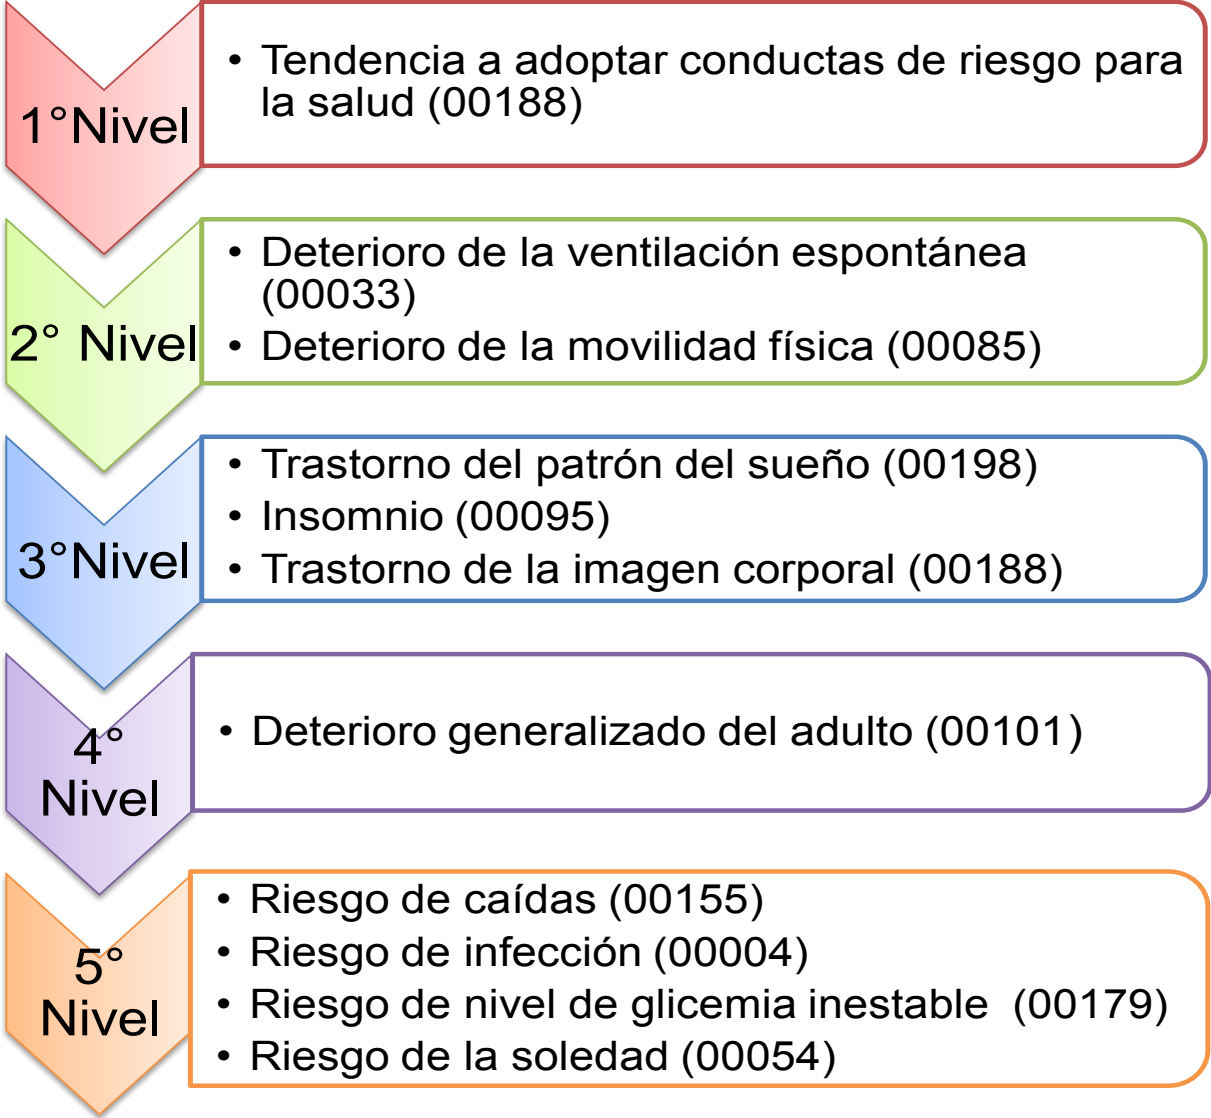 1°Nivel
• Tendencia a adoptar conductas de riesgo para
la salud (00188)
2° Nivel
• Deterioro de la ventilación espontánea
(00033)
• Deterioro de la movilidad física (00085)
3°Nivel
• Trastorno del patrón del sueño (00198)
• Insomnio (00095)
• Trastorno de la imagen corporal (00188)
4°
Nivel
• Deterioro generalizado del adulto (00101)
5°
Nivel
• Riesgo de caídas (00155)
• Riesgo de infección (00004)
• Riesgo de nivel de glicemia inestable  (00179)
• Riesgo de la soledad (00054)